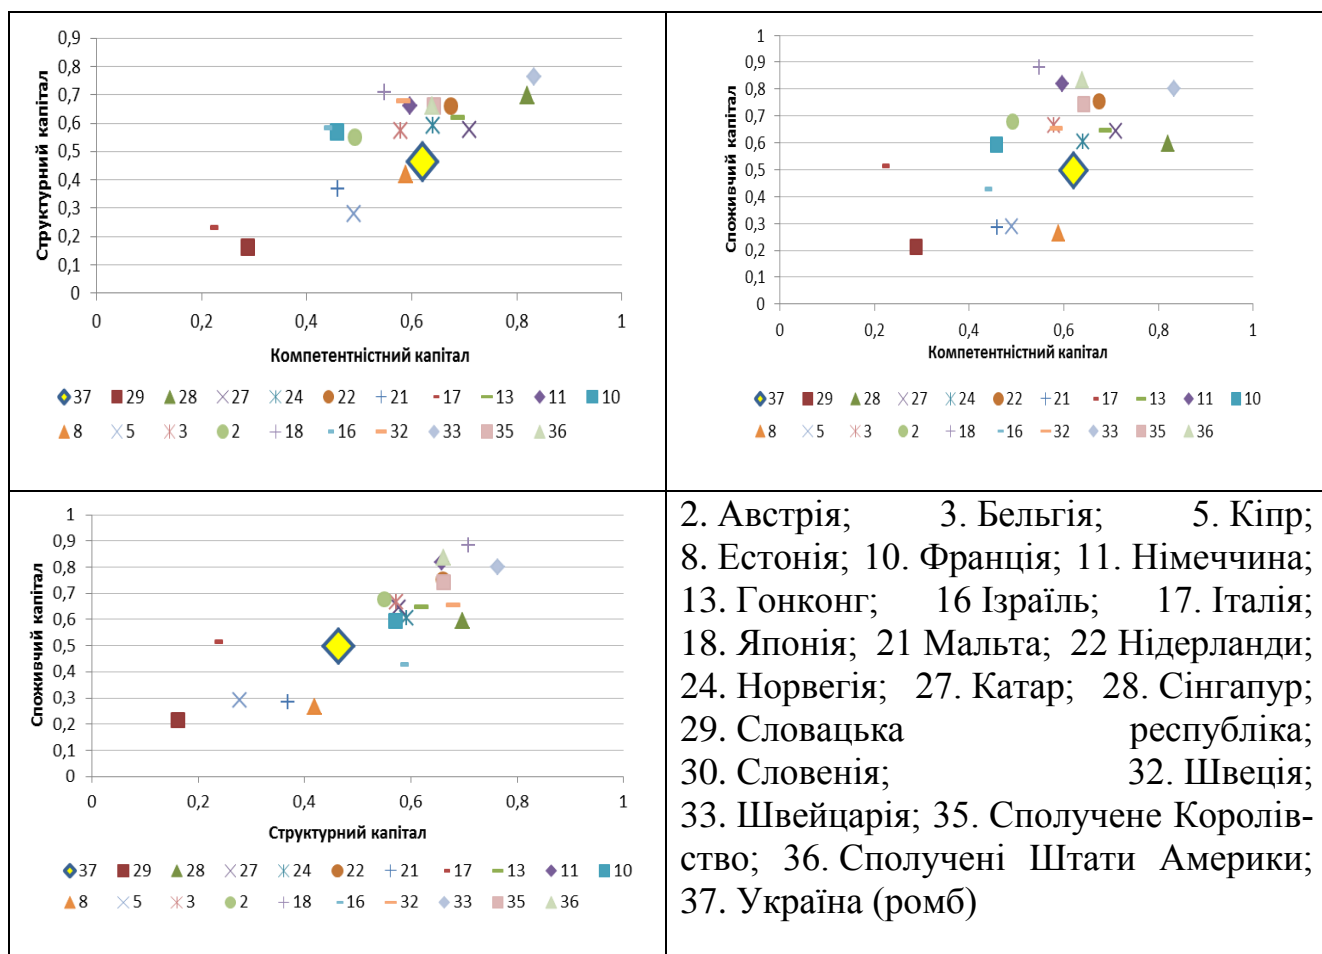 0,9
0,8
0,7
0,6
0,5
0,4
0,3
0,2
0,1
0
0 0,2 0,4 0,6 0,8 1
Структурний капітал
Компетентністний капітал
37 29 28 27 24 22 21 17 13 11 10
8 5 3 2 18 16 32 33 35 36
1
0,9
0,8
0,7
0,6
0,5
0,4
0,3
0,2
0,1
0
0 0,2 0,4 0,6 0,8 1
Споживчий капітал
Компетентністний капітал
37 29 28 27 24 22 21 17 13 11 10
8 5 3 2 18 16 32 33 35 36
1
0,9
0,8
0,7
0,6
0,5
0,4
0,3
0,2
0,1
0
0 0,2 0,4 0,6 0,8 1
Споживчий капітал
Структурний капітал
37 29 28 27 24 22 21 17 13 11 10
8 5 3 2 18 16 32 33 35 36
2. Австрія; 3. Бельгія; 5. Кіпр;
8. Естонія; 10. Франція; 11. Німеччина;
13. Гонконг; 16 Ізраїль; 17. Італія;
18. Японія; 21 Мальта; 22 Нідерланди;
24. Норвегія; 27. Катар; 28. Сінгапур;
29. Словацька республіка;
30. Словенія; 32. Швеція;
33. Швейцарія; 35. Сполучене Королів-
ство; 36. Сполучені Штати Америки;
37. Україна (ромб)